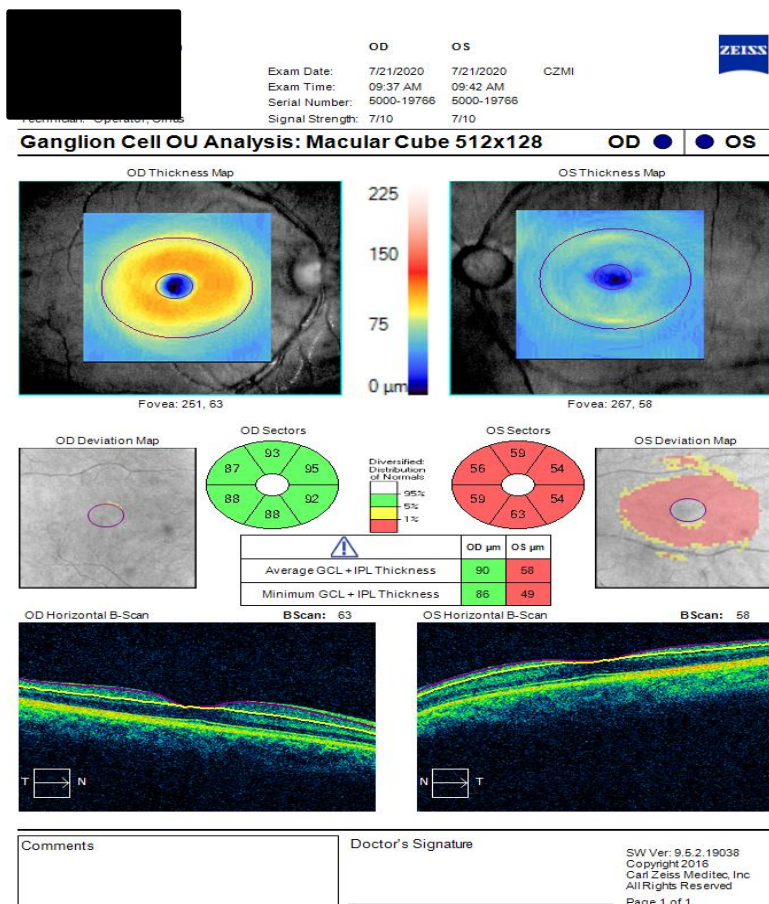 OD OS
ZEISS
Exam Date: 7/21/2020 7/21/2020 CZMI
Exam Time: 09:37 AM 09:42 AM
Serial Number: 5000-19766 5000-19766
Technician: Operator, Cirrus
Signal Strength: 7/10 7/10
Ganglion Cell OU Analysis: Macular Cube 512x128 OD OS
OD Thickness Map
OS Thickness Map
225
150
75
0 µm
Fovea: 251, 63
Fovea: 267, 58
OD Deviation Map
OD Sectors
OS Sectors
OS Deviation Map
93
87 95
88 92
88
Diversified:
Distribution
of Normals
95%
5%
1%
59
56 54
59 54
63
OD µm OS µm
Average GCL + IPL Thickness 90 58
Minimum GCL + IPL Thickness 86 49
OD Horizontal B-Scan BScan: 63
OS Horizontal B-Scan BScan: 58
T N
N T
Comments
Doctor's Signature
SW Ver: 9.5.2.19038
Copyright 2016
Carl Zeiss Meditec, Inc
All Rights Reserved
Page 1 of 1